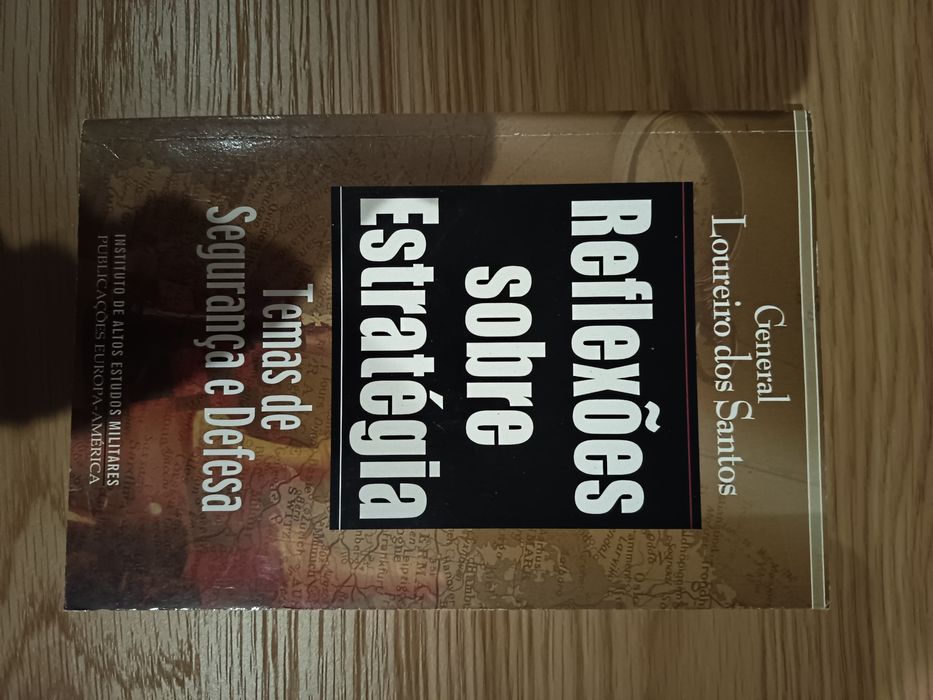 General
Loureiro dos Santos
Reflexões
sobre
Estratégia
Temas de
Segurança e Defesa
INSTITUTO DE ALTOS ESTUDOS MILITARES
PUBLICAÇÕES EUROPA-AMÉRICA